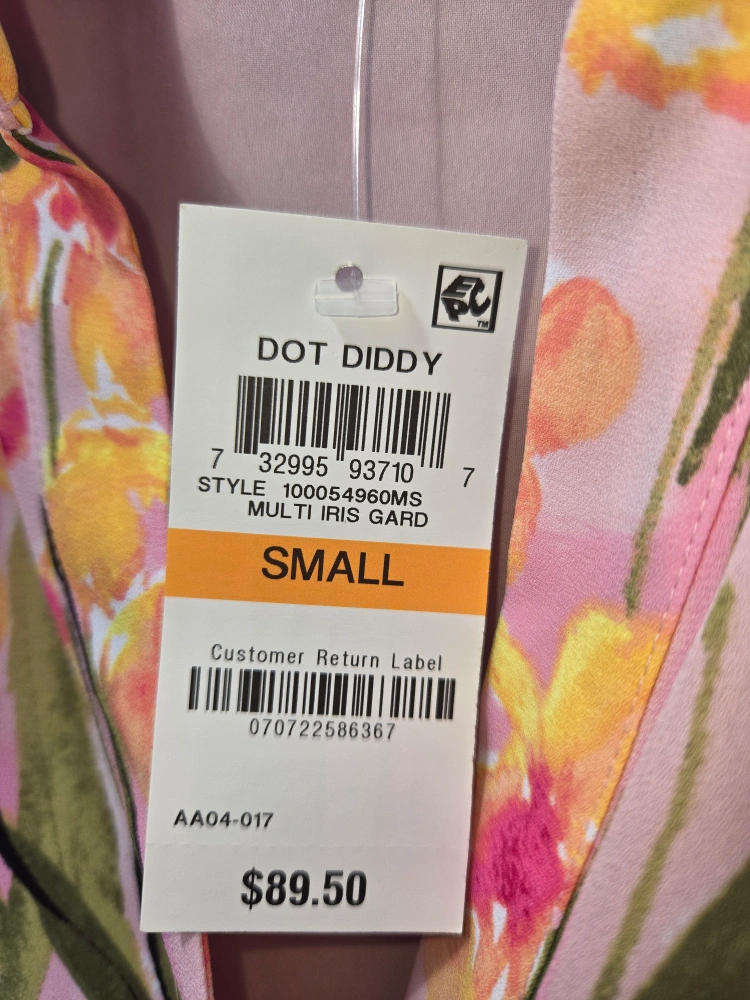 EPC
TM
DOT DIDDY
7 32995 93710 7
STYLE 100054960MS
MULTI IRIS GARD
SMALL
Customer Return Label
070722586367
AA04-017
$89.50